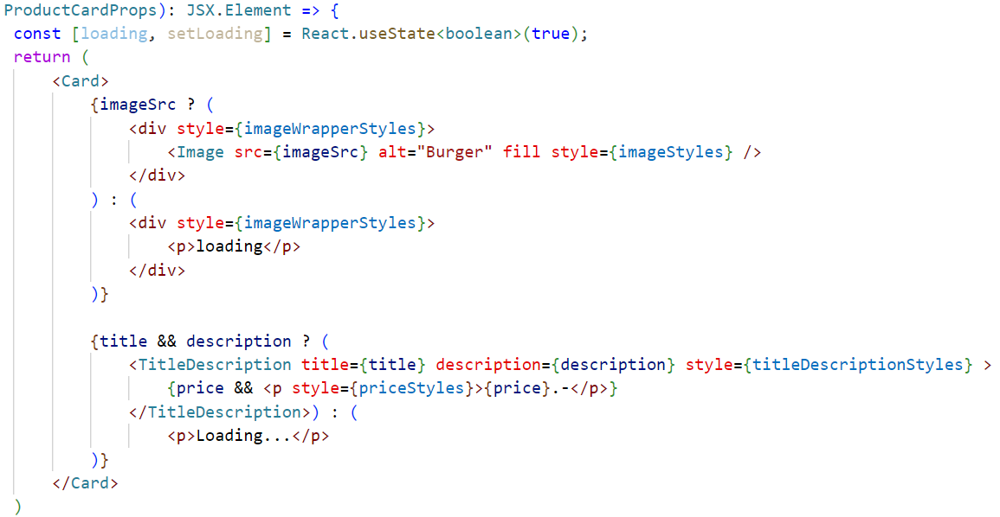 ProductCardProps): JSX.Element => {
const [loading, setLoading] = React.useState<boolean>(true);
return (
<Card>
{imageSrc ? (
<div style={imageWrapperStyles}>
<Image src={imageSrc} alt="Burger" fill style={imageStyles} />
</div>
) : (
<div style={imageWrapperStyles}>
<p>loading</p>
</div>
)}
{title && description ? (
<TitleDescription title={title} description={description} style={titleDescriptionStyles} >
{price && <p style={priceStyles}>{price}.-</p>}
</TitleDescription>) : (
<p>Loading...</p>
)}
</Card>
)